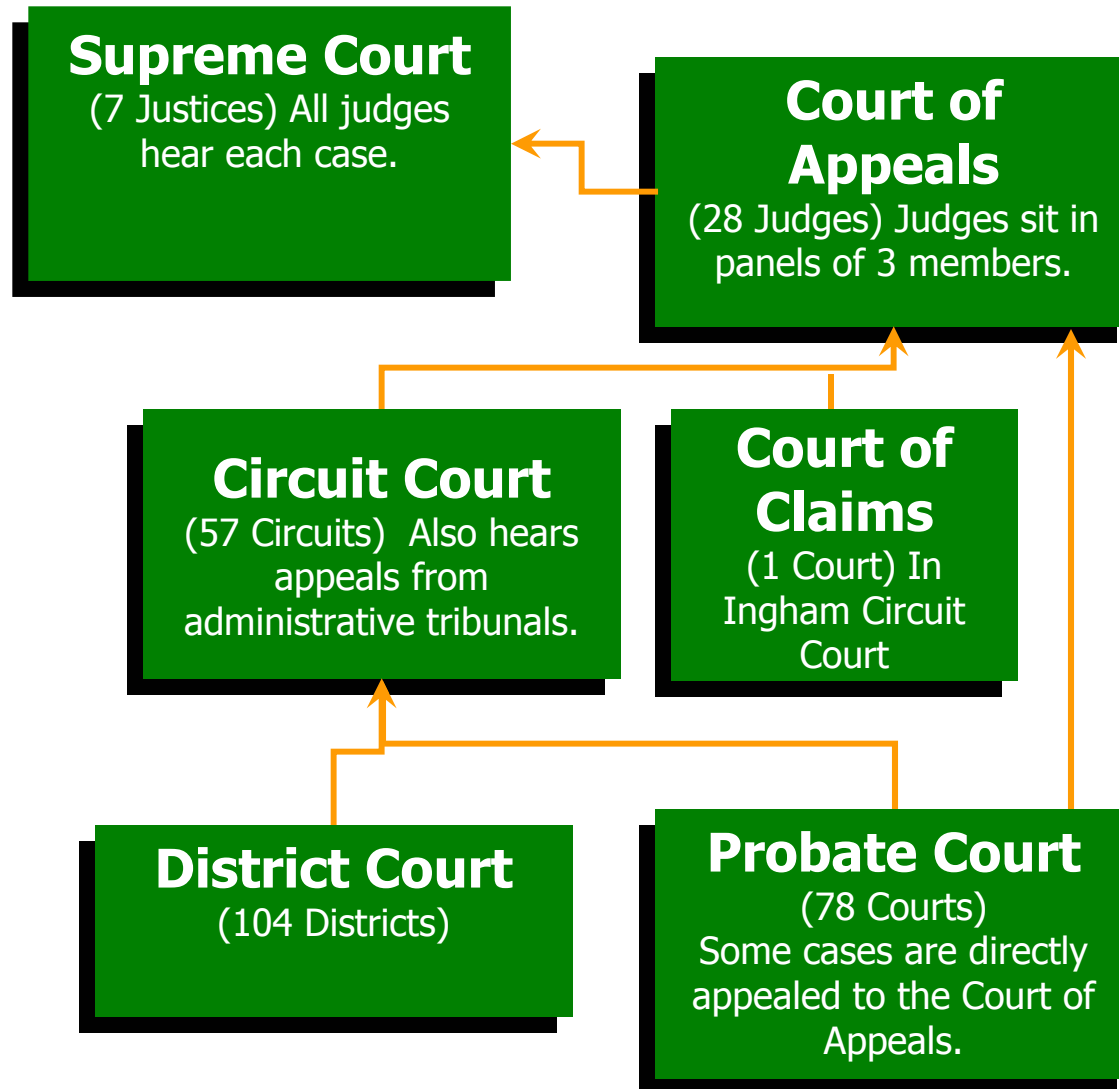 Supreme Court
(7 Justices) All judges
hear each case.
Court of
Appeals
(28 Judges) Judges sit in
panels of 3 members.
Circuit Court
(57 Circuits)  Also hears
appeals from
administrative tribunals.
Court of
Claims
(1 Court) In
Ingham Circuit
Court
District Court
(104 Districts)
Probate Court
(78 Courts)
Some cases are directly
appealed to the Court of
Appeals.